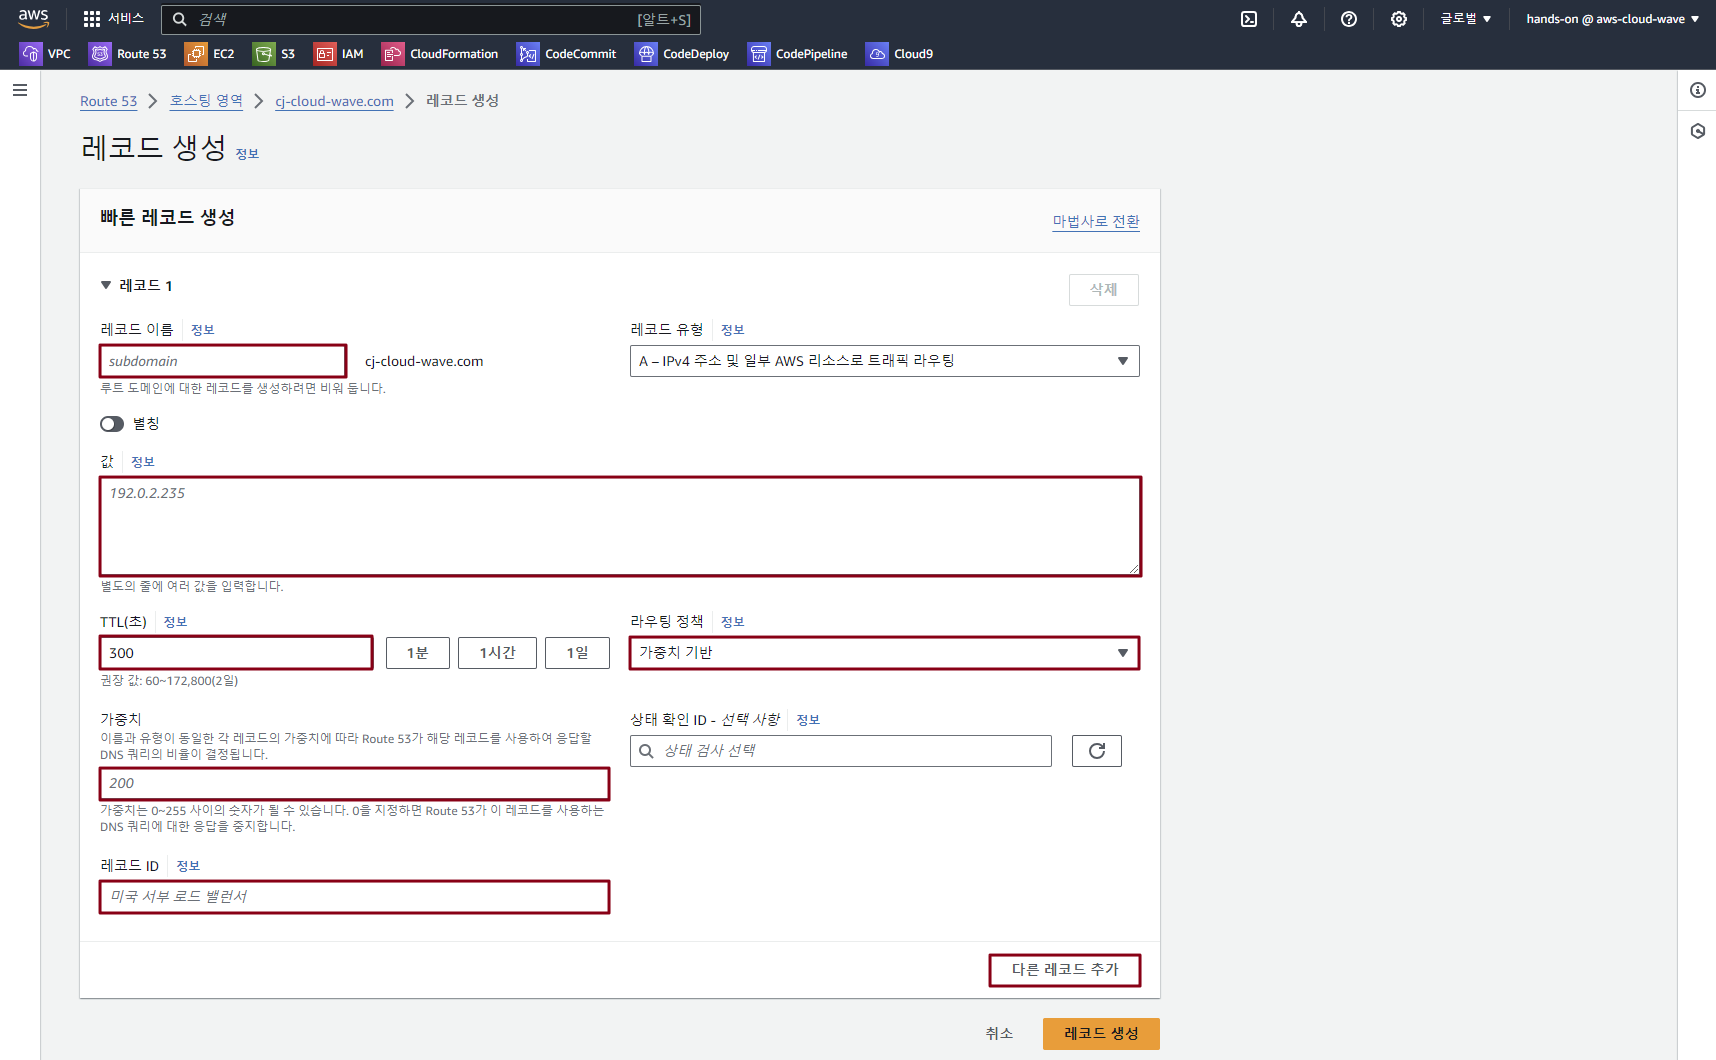 aws
서비스
검색
[알트+S]
글로벌
hands-on @ aws-cloud-wave
VPC
Route 53
EC2
S3
IAM
CloudFormation
CodeCommit
CodeDeploy
CodePipeline
Cloud9
Route 53
호스팅 영역
cj-cloud-wave.com
레코드 생성
레코드 생성 정보
빠른 레코드 생성
마법사로 전환
레코드 1
삭제
레코드 이름 정보
subdomain
cj-cloud-wave.com
루트 도메인에 대한 레코드를 생성하려면 비워 둡니다.
레코드 유형 정보
A – IPv4 주소 및 일부 AWS 리소스로 트래픽 라우팅
별칭
값 정보
192.0.2.235
별도의 줄에 여러 값을 입력합니다.
TTL(초) 정보
300
1분
1시간
1일
권장 값: 60~172,800(2일)
라우팅 정책 정보
가중치 기반
가중치
이름과 유형이 동일한 각 레코드의 가중치에 따라 Route 53가 해당 레코드를 사용하여 응답할
DNS 쿼리의 비율이 결정됩니다.
200
가중치는 0~255 사이의 숫자가 될 수 있습니다. 0을 지정하면 Route 53가 이 레코드를 사용하는
DNS 쿼리에 대한 응답을 중지합니다.
상태 확인 ID - 선택 사항 정보
상태 검사 선택
레코드 ID 정보
미국 서부 로드 밸런서
다른 레코드 추가
취소
레코드 생성